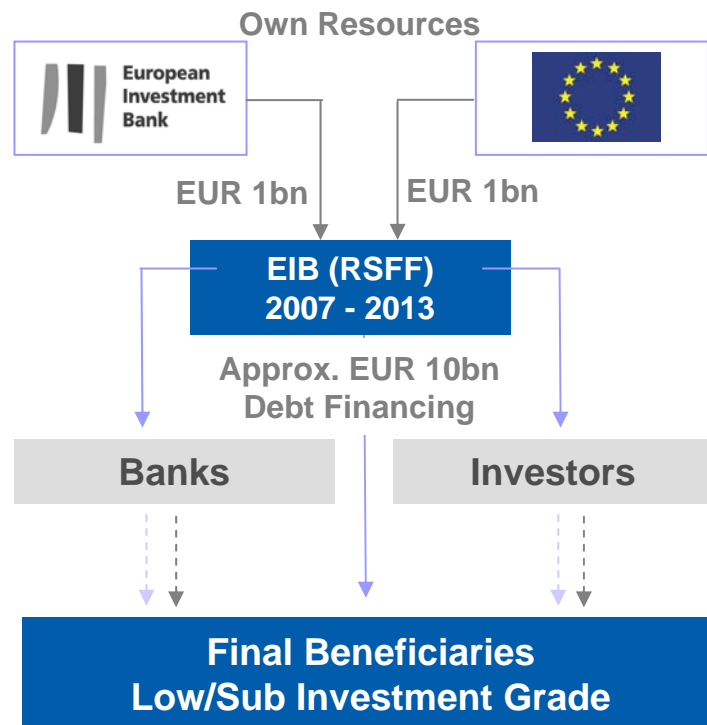 Own Resources
European
Investment
Bank
EUR 1bn
EUR 1bn
EIB (RSFF)
2007 - 2013
Approx. EUR 10bn
Debt Financing
Banks
Investors
Final Beneficiaries
Low/Sub Investment Grade